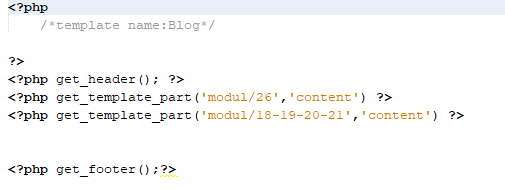 <?php
/*template name:Blog*/
?>
<?php get_header(); ?>
<?php get_template_part('modul/26','content') ?>
<?php get_template_part('modul/18-19-20-21','content') ?>
<?php get_footer();?>